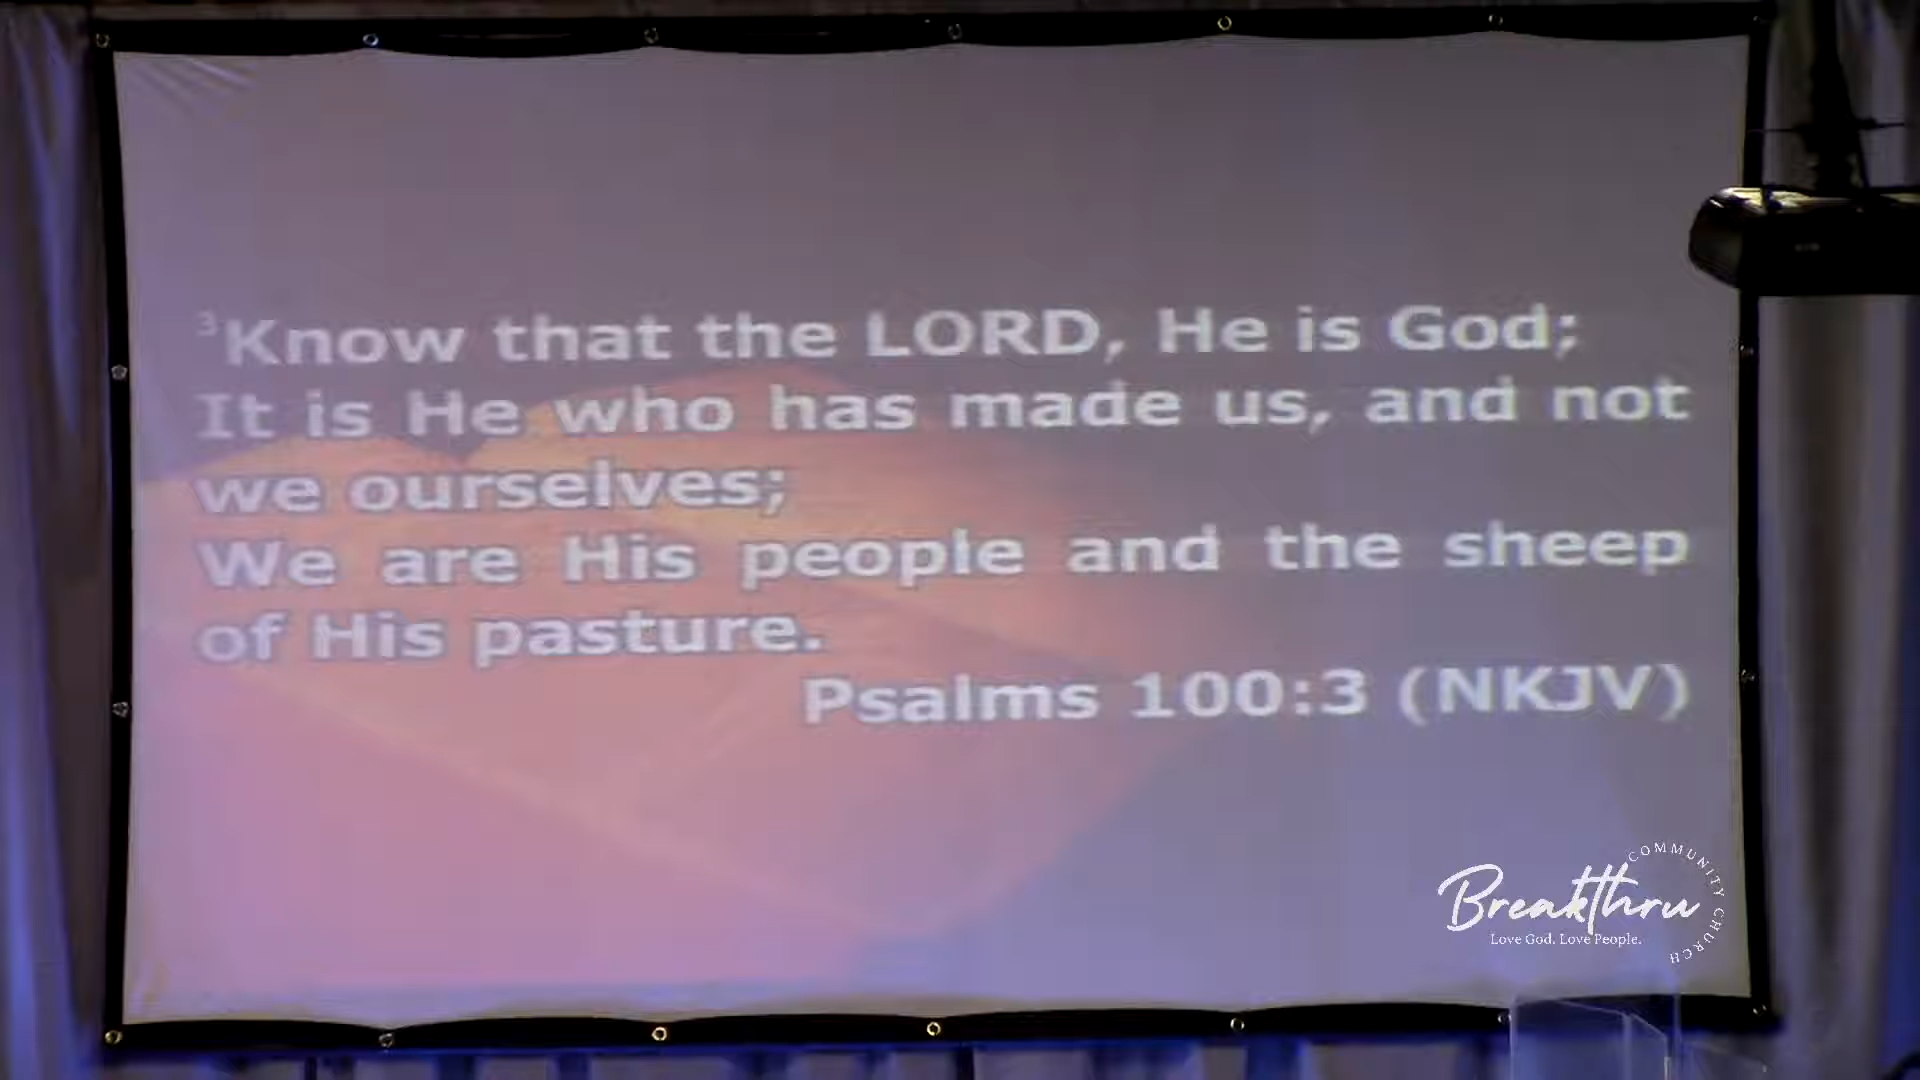 ³Know that the LORD, He is God;
It is He who has made us, and not
we ourselves;
We are His people and the sheep
of His pasture.
Psalms 100:3 (NKJV)
Breakthru
COMMUNITY CHURCH
Love God. Love People.